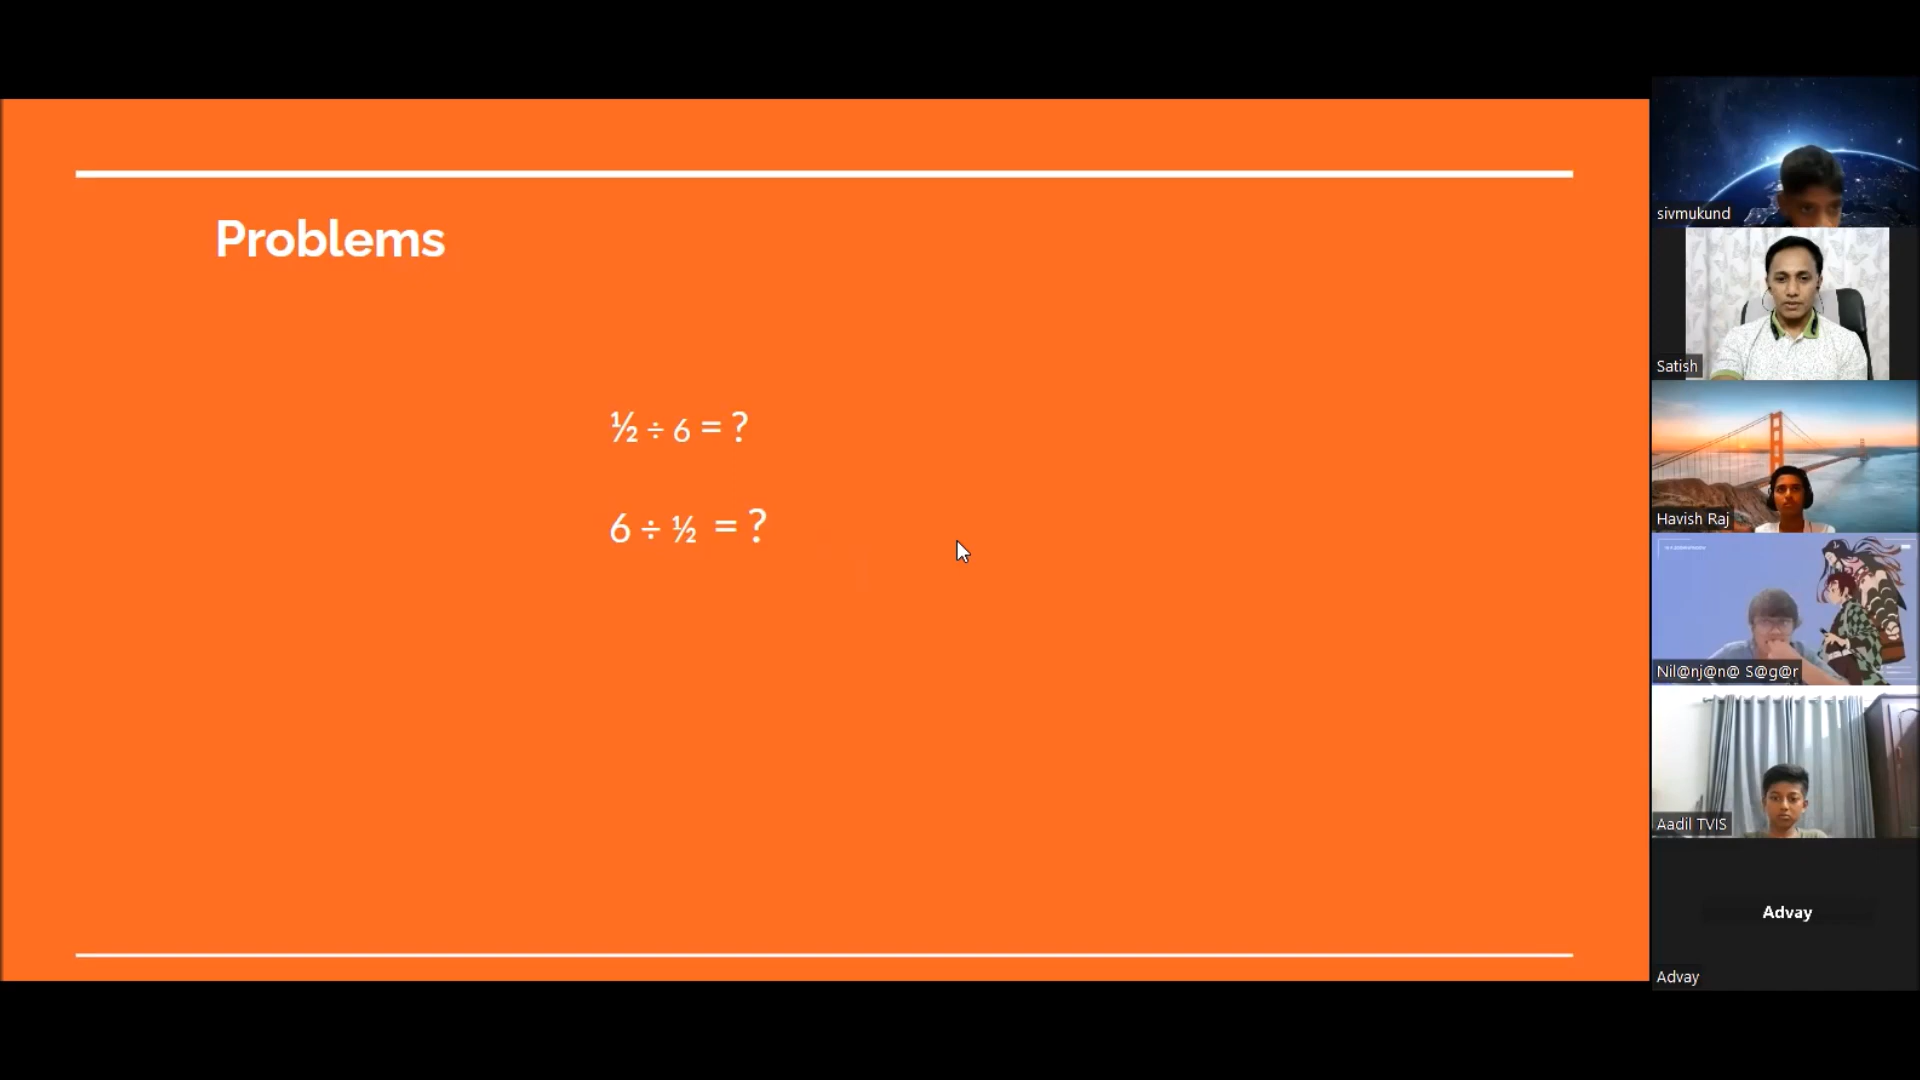 Problems
½ ÷ 6 = ?
6 ÷ ½ = ?
sivmukund
Satish
Havish Raj
Nil@nj@n@ S@g@r
Aadil TVIS
Advay
Advay